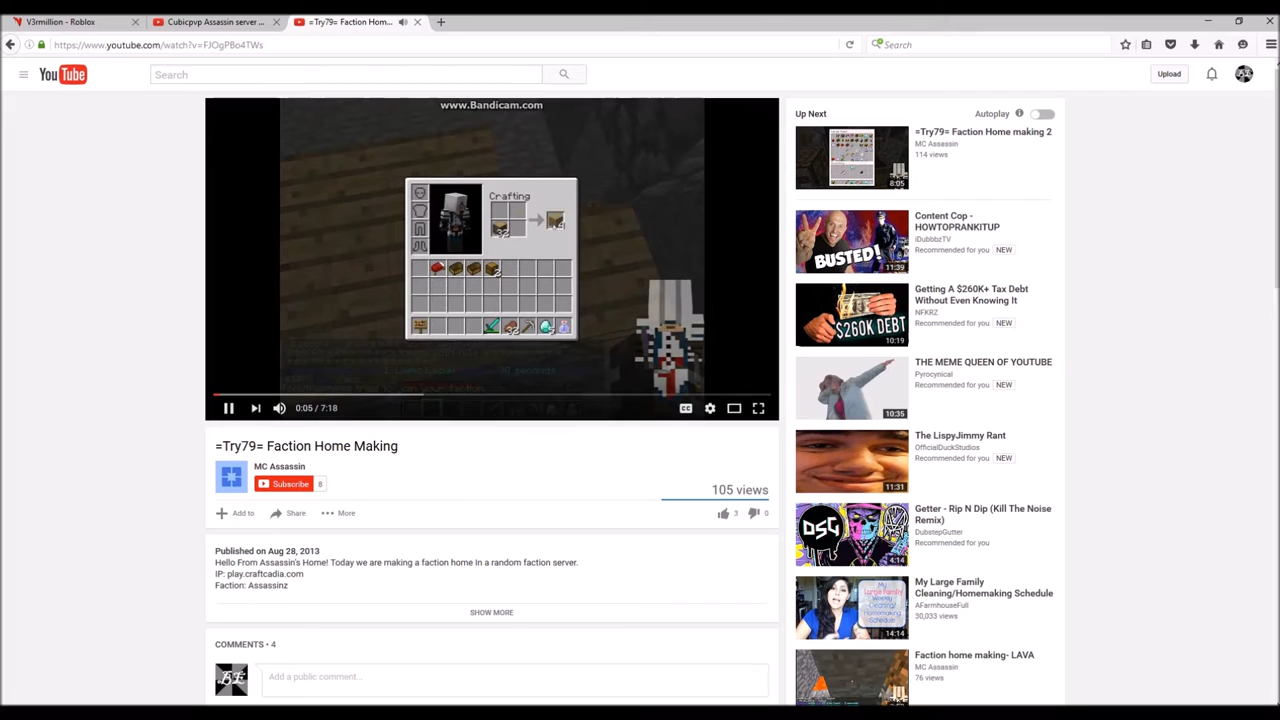 V3rmillion - Roblox
Cubicpvp Assassin server ...
=Try79= Faction Hom...
https://www.youtube.com/watch?v=FJOgPBo4TWs
Search
YouTube
Search
Upload
www.Bandicam.com
Crafting
2
0:05 / 7:18
CC
=Try79= Faction Home Making
MC Assassin
Subscribe 8
105 views
Add to
Share
More
3
0
Published on Aug 28, 2013
Hello From Assassin's Home! Today we are making a faction home In a random faction server.
IP: play.craftcadia.com
Faction: Assassinz
SHOW MORE
COMMENTS • 4
Add a public comment...
Up Next
Autoplay
=Try79= Faction Home making 2
MC Assassin
114 views
8:05
Content Cop -
HOWTOPRANKITUP
iDubbbzTV
Recommended for you NEW
BUSTED!
11:39
Getting A $260K+ Tax Debt
Without Even Knowing It
NFKRZ
Recommended for you NEW
$260K DEBT
10:19
THE MEME QUEEN OF YOUTUBE
Pyrocynical
Recommended for you NEW
10:35
The LispyJimmy Rant
OfficialDuckStudios
Recommended for you NEW
11:31
Getter - Rip N Dip (Kill The Noise
Remix)
DubstepGutter
Recommended for you
DSG
4:14
My Large Family
Cleaning/Homemaking Schedule
AFarmhouseFull
30,033 views
14:14
Faction home making- LAVA
MC Assassin
76 views